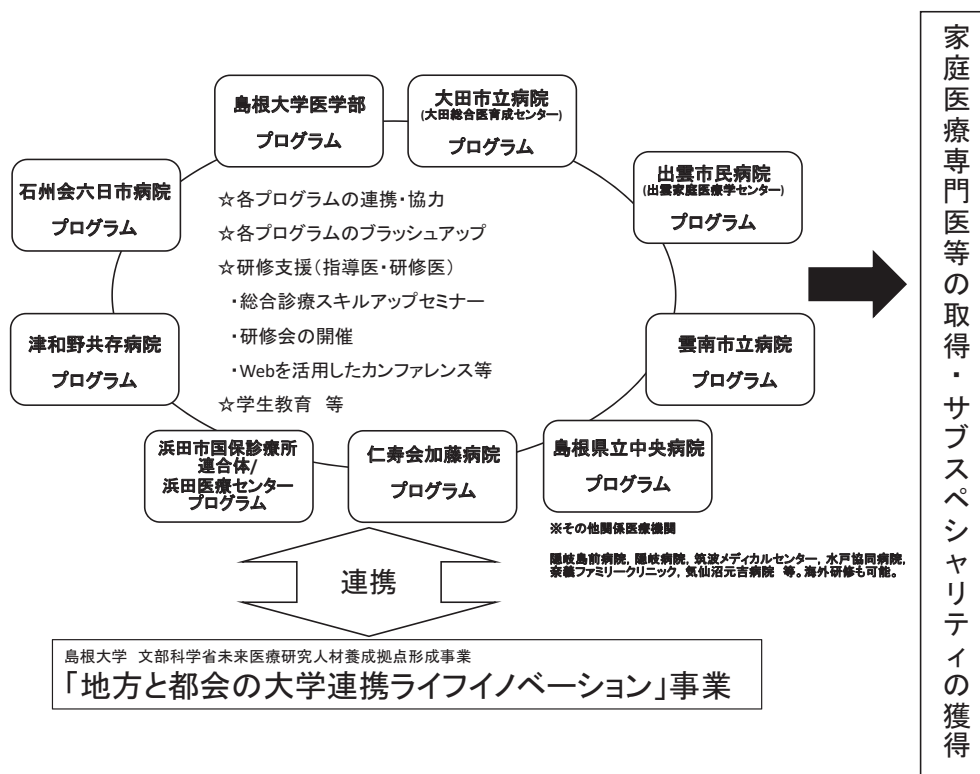 島根大学医学部
プログラム
大田市立病院
(大田総合医育成センター)
プログラム
出雲市民病院
(出雲家庭医療学センター)
プログラム
雲南市立病院
プログラム
島根県立中央病院
プログラム
仁寿会加藤病院
プログラム
浜田市国保診療所
連合体/
浜田医療センター
プログラム
津和野共存病院
プログラム
石州会六日市病院
プログラム
☆各プログラムの連携・協力
☆各プログラムのブラッシュアップ
☆研修支援(指導医・研修医)
・総合診療スキルアップセミナー
・研修会の開催
・Webを活用したカンファレンス等
☆学生教育 等
※その他関係医療機関
隠岐島前病院, 隠岐病院, 筑波メディカルセンター, 水戸協同病院,
奈義ファミリークリニック, 気仙沼元吉病院 等。海外研修も可能。
連携
島根大学 文部科学省未来医療研究人材養成拠点形成事業
「地方と都会の大学連携ライフイノベーション」事業
家庭医療専門医等の取得・サブスペシャリティの獲得